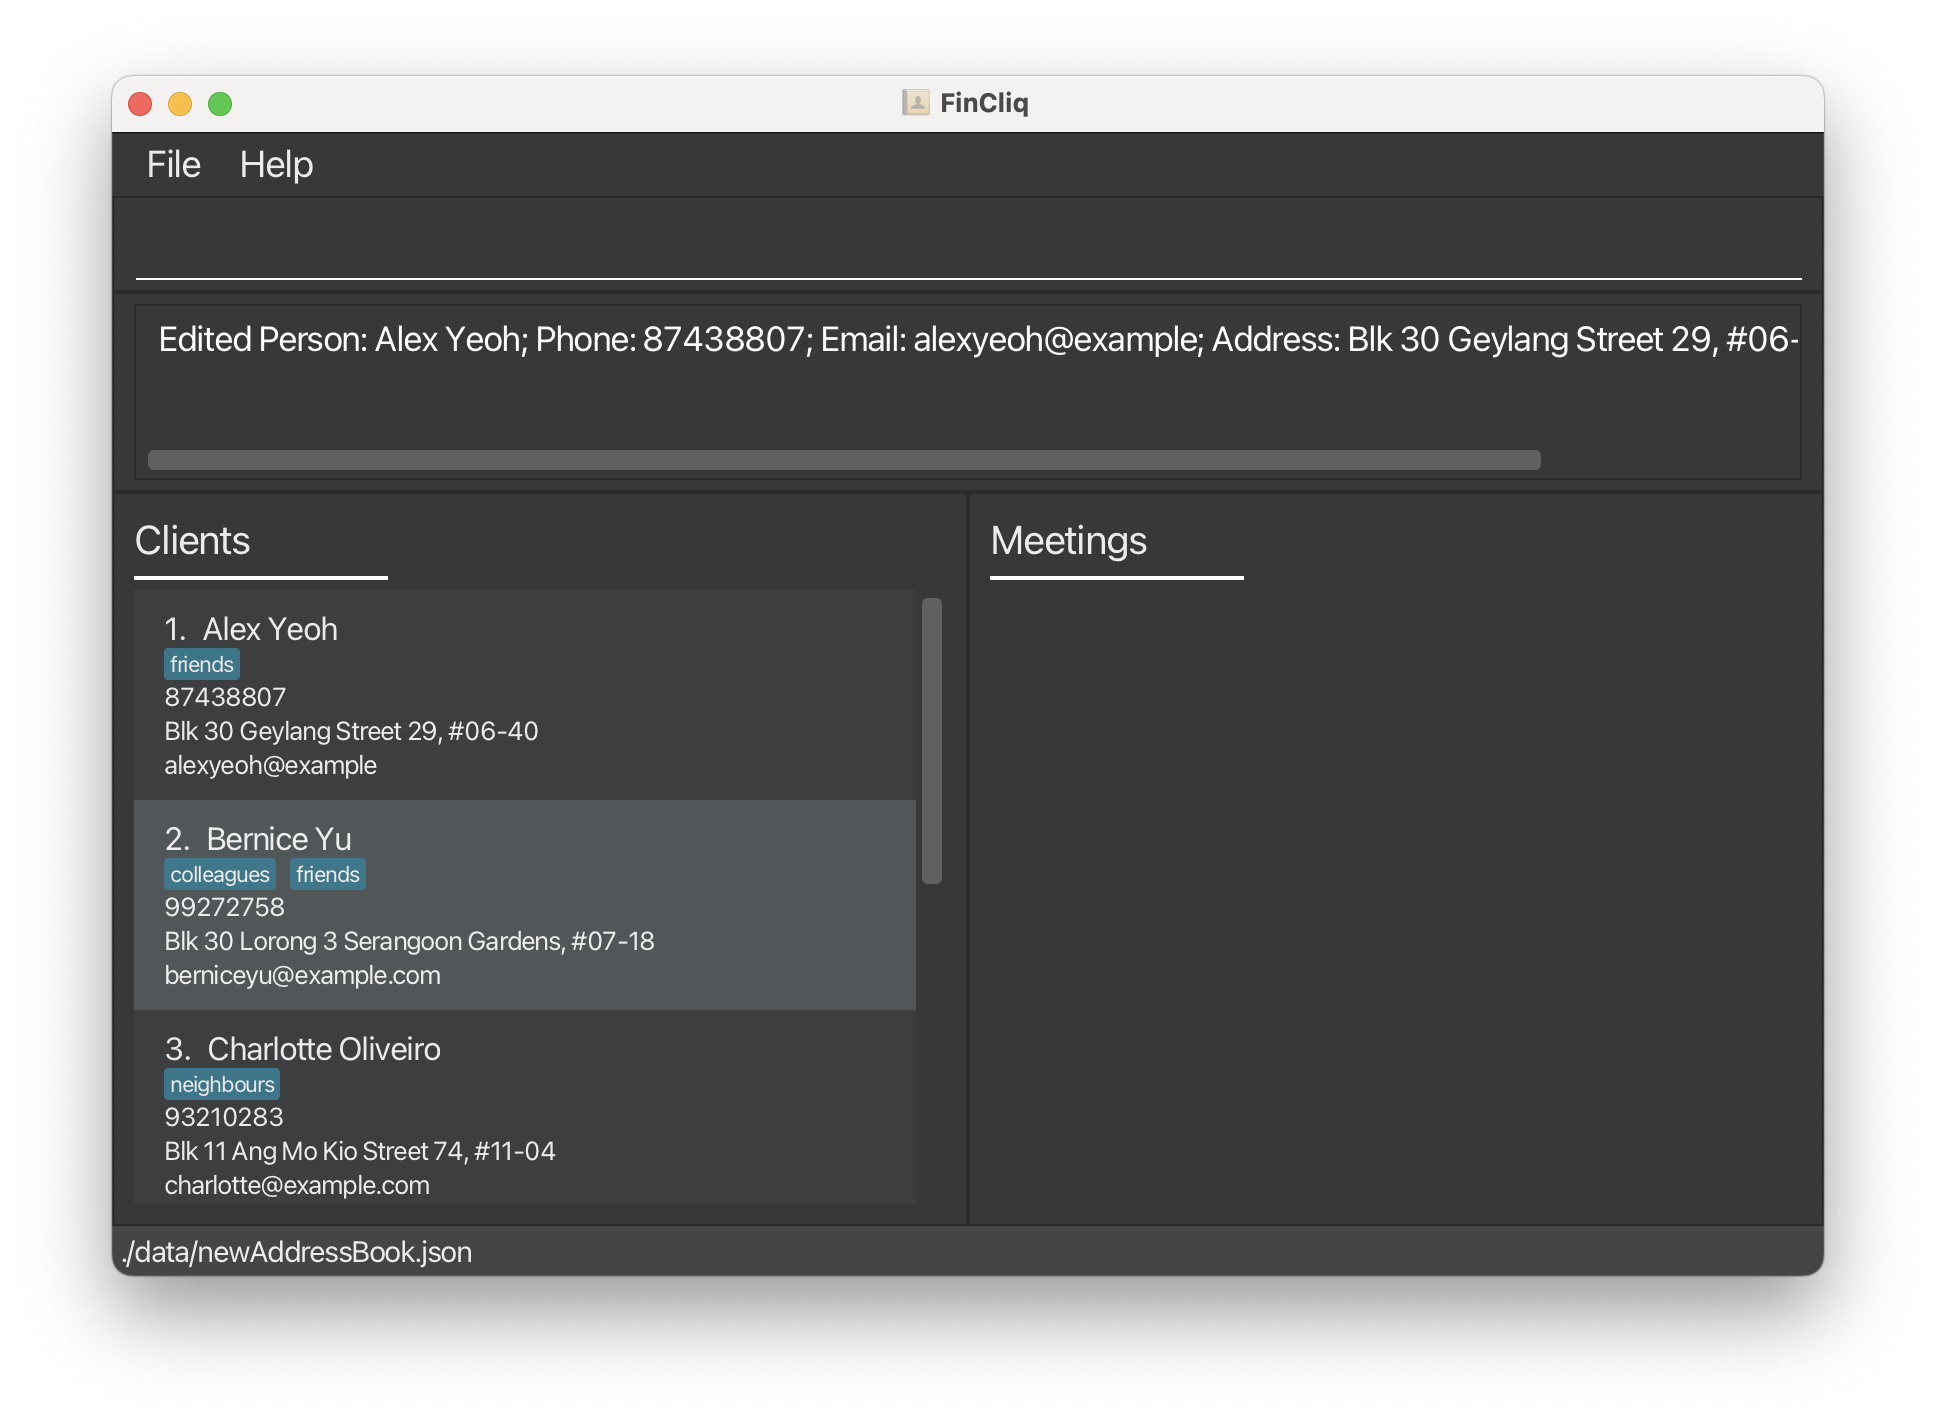 FinCliq
File Help
Edited Person: Alex Yeoh; Phone: 87438807; Email: alexyeoh@example; Address: Blk 30 Geylang Street 29, #06-
Clients
1. Alex Yeoh
friends
87438807
Blk 30 Geylang Street 29, #06-40
alexyeoh@example
2. Bernice Yu
colleagues friends
99272758
Blk 30 Lorong 3 Serangoon Gardens, #07-18
berniceyu@example.com
3. Charlotte Oliveiro
neighbours
93210283
Blk 11 Ang Mo Kio Street 74, #11-04
charlotte@example.com
Meetings
./data/newAddressBook.json